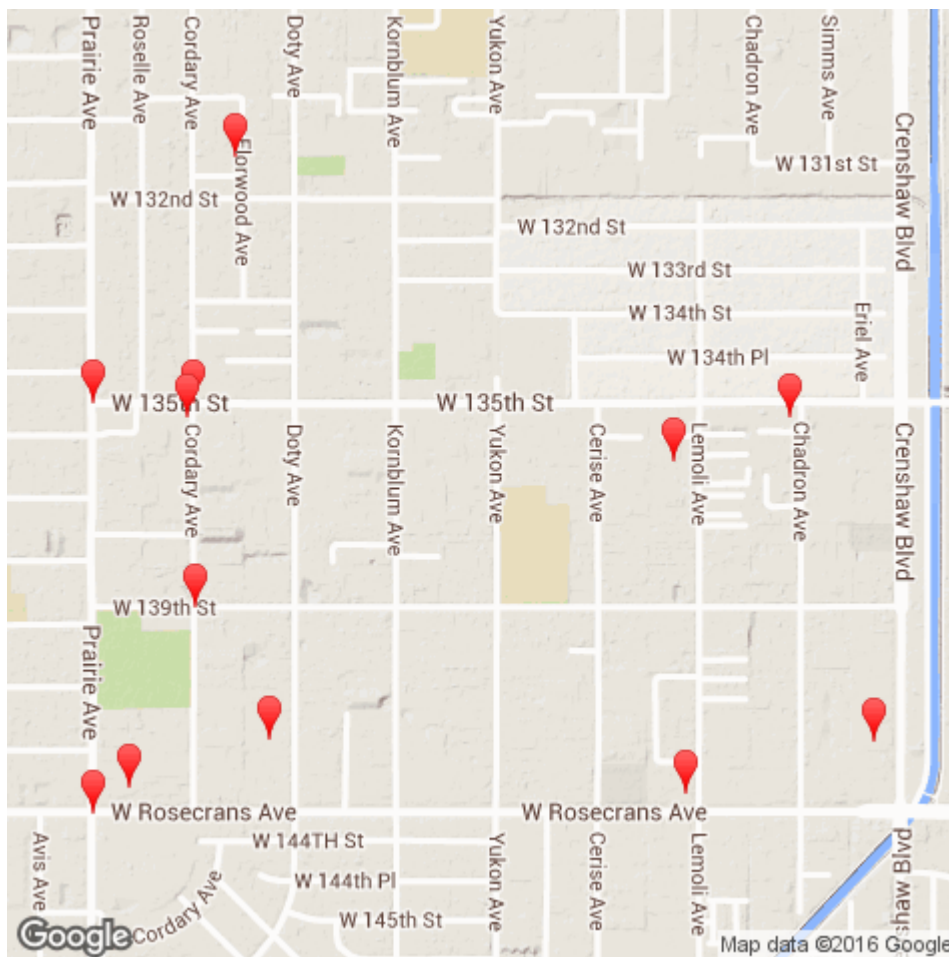 Prairie Ave
Roselle Ave
Cordary Ave
Doty Ave
Kornblum Ave
Yukon Ave
Chadron Ave
Simms Ave
Crenshaw Blvd
Florwood Ave
W 131st St
W 132nd St
W 132nd St
W 133rd St
W 134th St
Eriel Ave
W 134th Pl
W 135th St
W 135th St
Cordary Ave
Doty Ave
Kornblum Ave
Yukon Ave
Cerise Ave
Lemoli Ave
Chadron Ave
Crenshaw Blvd
W 139th St
Prairie Ave
W Rosecrans Ave
W Rosecrans Ave
Avis Ave
W 144TH St
Yukon Ave
Cerise Ave
Lemoli Ave
shaw Blvd
W 144th Pl
Cordary Ave
W 145th St
Google
Map data ©2016 Google